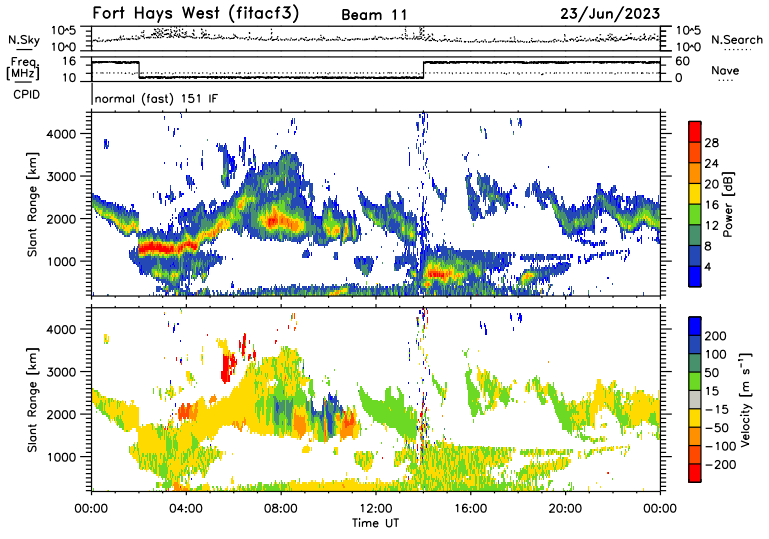 Fort Hays West (fitacf3) Beam 11 23/Jun/2023
N.Sky 10^5 10^0 10^5 10^0 N.Search
Freq. [MHz] 16 10 60 0 Nave
CPID normal (fast) 151 IF
Slant Range [km] 4000 3000 2000 1000
Power [dB] 28 24 20 16 12 8 4
Slant Range [km] 4000 3000 2000 1000
Velocity [m s⁻¹] 200 100 50 15 -15 -50 -100 -200
00:00 04:00 08:00 12:00 16:00 20:00 00:00
Time UT